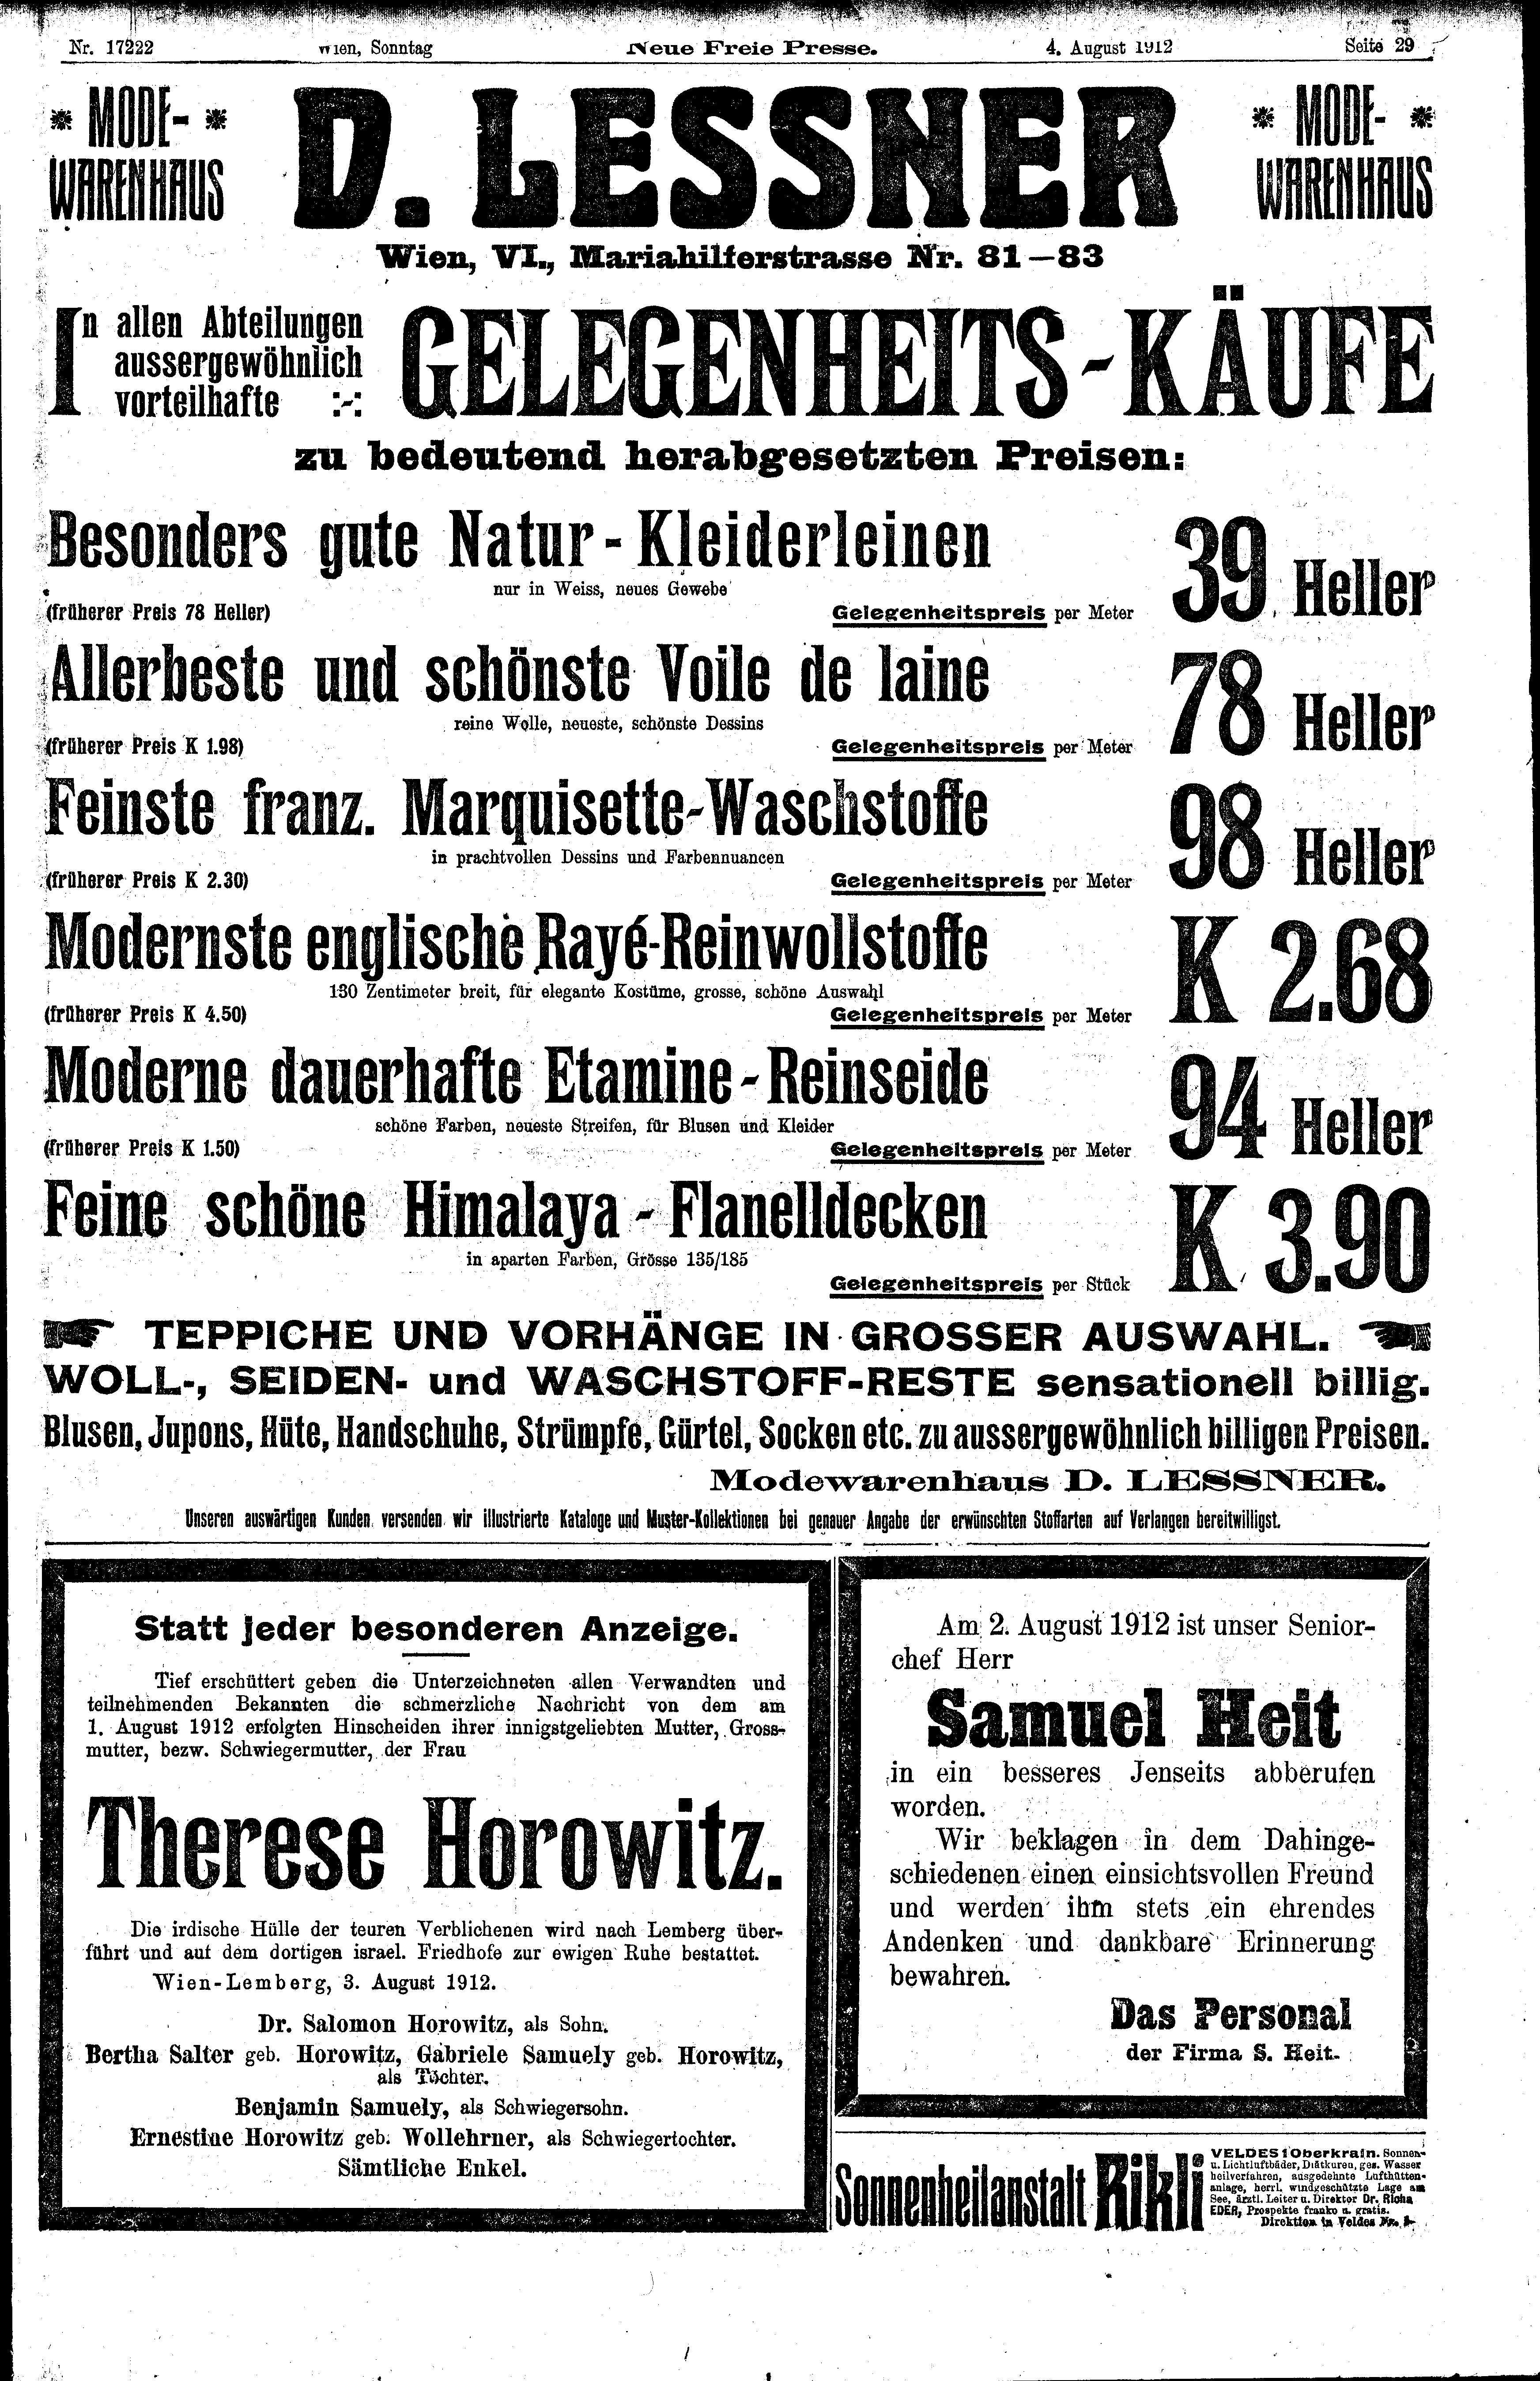 Nr. 17222 Wien, Sonntag Neue Freie Presse. 4. August 1912 Seite 29
MODE-
WARENHAUS
D. LESSNER
MODE-
WARENHAUS
Wien, VI., Mariahilferstrasse Nr. 81—83
In allen Abteilungen
aussergewöhnlich
vorteilhafte :-:
GELEGENHEITS-KÄUFE
zu bedeutend herabgesetzten Preisen:
Besonders gute Natur-Kleiderleinen
nur in Weiss, neues Gewebe
(früherer Preis 78 Heller) Gelegenheitspreis per Meter 39 Heller
Allerbeste und schönste Voile de laine
reine Wolle, neueste, schönste Dessins
(früherer Preis K 1.98) Gelegenheitspreis per Meter 78 Heller
Feinste franz. Marquisette-Waschstoffe
in prachtvollen Dessins und Farbennuancen
(früherer Preis K 2.30) Gelegenheitspreis per Meter 98 Heller
Modernste englische Rayé-Reinwollstoffe
130 Zentimeter breit, für elegante Kostüme, grosse, schöne Auswahl
(früherer Preis K 4.50) Gelegenheitspreis per Meter K 2.68
Moderne dauerhafte Etamine-Reinseide
schöne Farben, neueste Streifen, für Blusen und Kleider
(früherer Preis K 1.50) Gelegenheitspreis per Meter 94 Heller
Feine schöne Himalaya-Flanelldecken
in aparten Farben, Grösse 135/185
Gelegenheitspreis per Stück K 3.90
TEPPICHE UND VORHÄNGE IN GROSSER AUSWAHL.
WOLL-, SEIDEN- und WASCHSTOFF-RESTE sensationell billig.
Blusen, Jupons, Hüte, Handschuhe, Strümpfe, Gürtel, Socken etc. zu aussergewöhnlich billigen Preisen.
Modewarenhaus D. LESSNER.
Unseren auswärtigen Kunden versenden wir illustrierte Kataloge und Muster-Kollektionen bei genauer Angabe der erwünschten Stoffarten auf Verlangen bereitwilligst.
Statt jeder besonderen Anzeige.
Tief erschüttert geben die Unterzeichneten allen Verwandten und
teilnehmenden Bekannten die schmerzliche Nachricht von dem am
1. August 1912 erfolgten Hinscheiden ihrer innigstgeliebten Mutter, Gross-
mutter, bezw. Schwiegermutter, der Frau
Therese Horowitz.
Die irdische Hülle der teuren Verblichenen wird nach Lemberg über-
führt und auf dem dortigen israel. Friedhofe zur ewigen Ruhe bestattet.
Wien-Lemberg, 3. August 1912.
Dr. Salomon Horowitz, als Sohn.
Bertha Salter geb. Horowitz, Gabriele Samuely geb. Horowitz,
als Töchter.
Benjamin Samuely, als Schwiegersohn.
Ernestine Horowitz geb. Wollehrner, als Schwiegertochter.
Sämtliche Enkel.
Am 2. August 1912 ist unser Senior-
chef Herr
Samuel Heit
in ein besseres Jenseits abberufen
worden.
Wir beklagen in dem Dahinge-
schiedenen einen einsichtsvollen Freund
und werden ihm stets ein ehrendes
Andenken und dankbare Erinnerung
bewahren.
Das Personal
der Firma S. Heit.
Sonnenheilanstalt Rikli
VELDES i Oberkrain. Sonnen-
u. Lichtluftbäder, Diätkuren, ges. Wasser
heilverfahren, ausgedehnte Lufthütten-
anlage, herrl. windgeschützte Lage am
See, ärztl. Leiter u. Direktor Dr. Richa
EDER, Prospekte franko u. gratis.
Direktion in Veldes Nr.